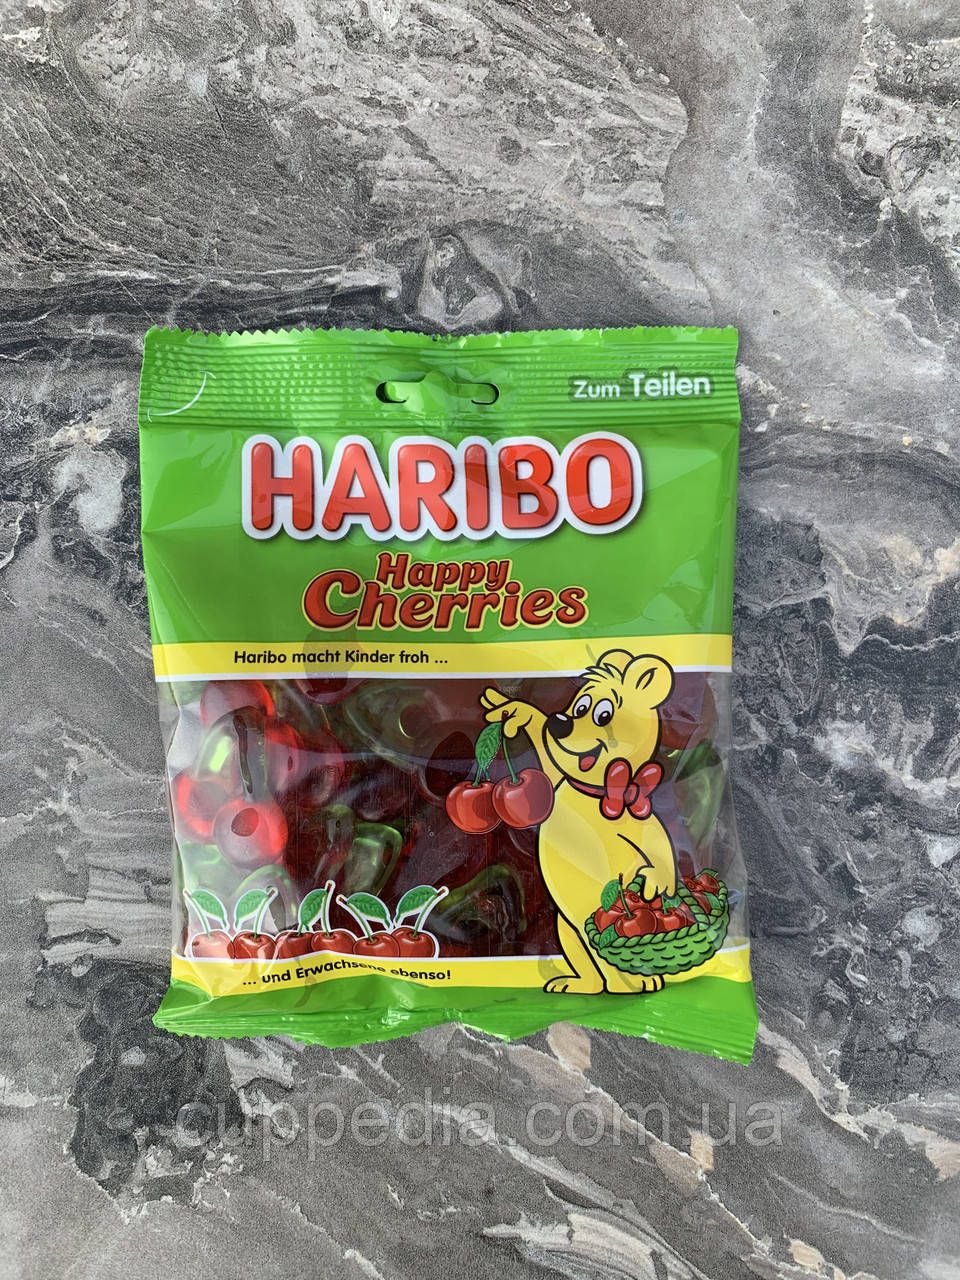 Zum Teilen
HARIBO
Happy
Cherries
Haribo macht Kinder froh ...
... und Erwachsene ebenso!
cuppedia.com.ua